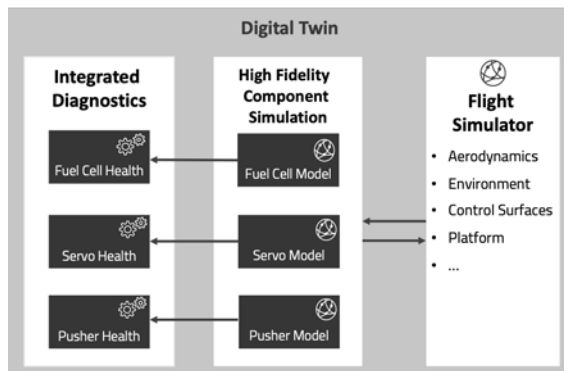 Digital Twin
Integrated
Diagnostics
Fuel Cell Health
Servo Health
Pusher Health
High Fidelity
Component
Simulation
Fuel Cell Model
Servo Model
Pusher Model
Flight
Simulator
• Aerodynamics
• Environment
• Control Surfaces
• Platform
• ...